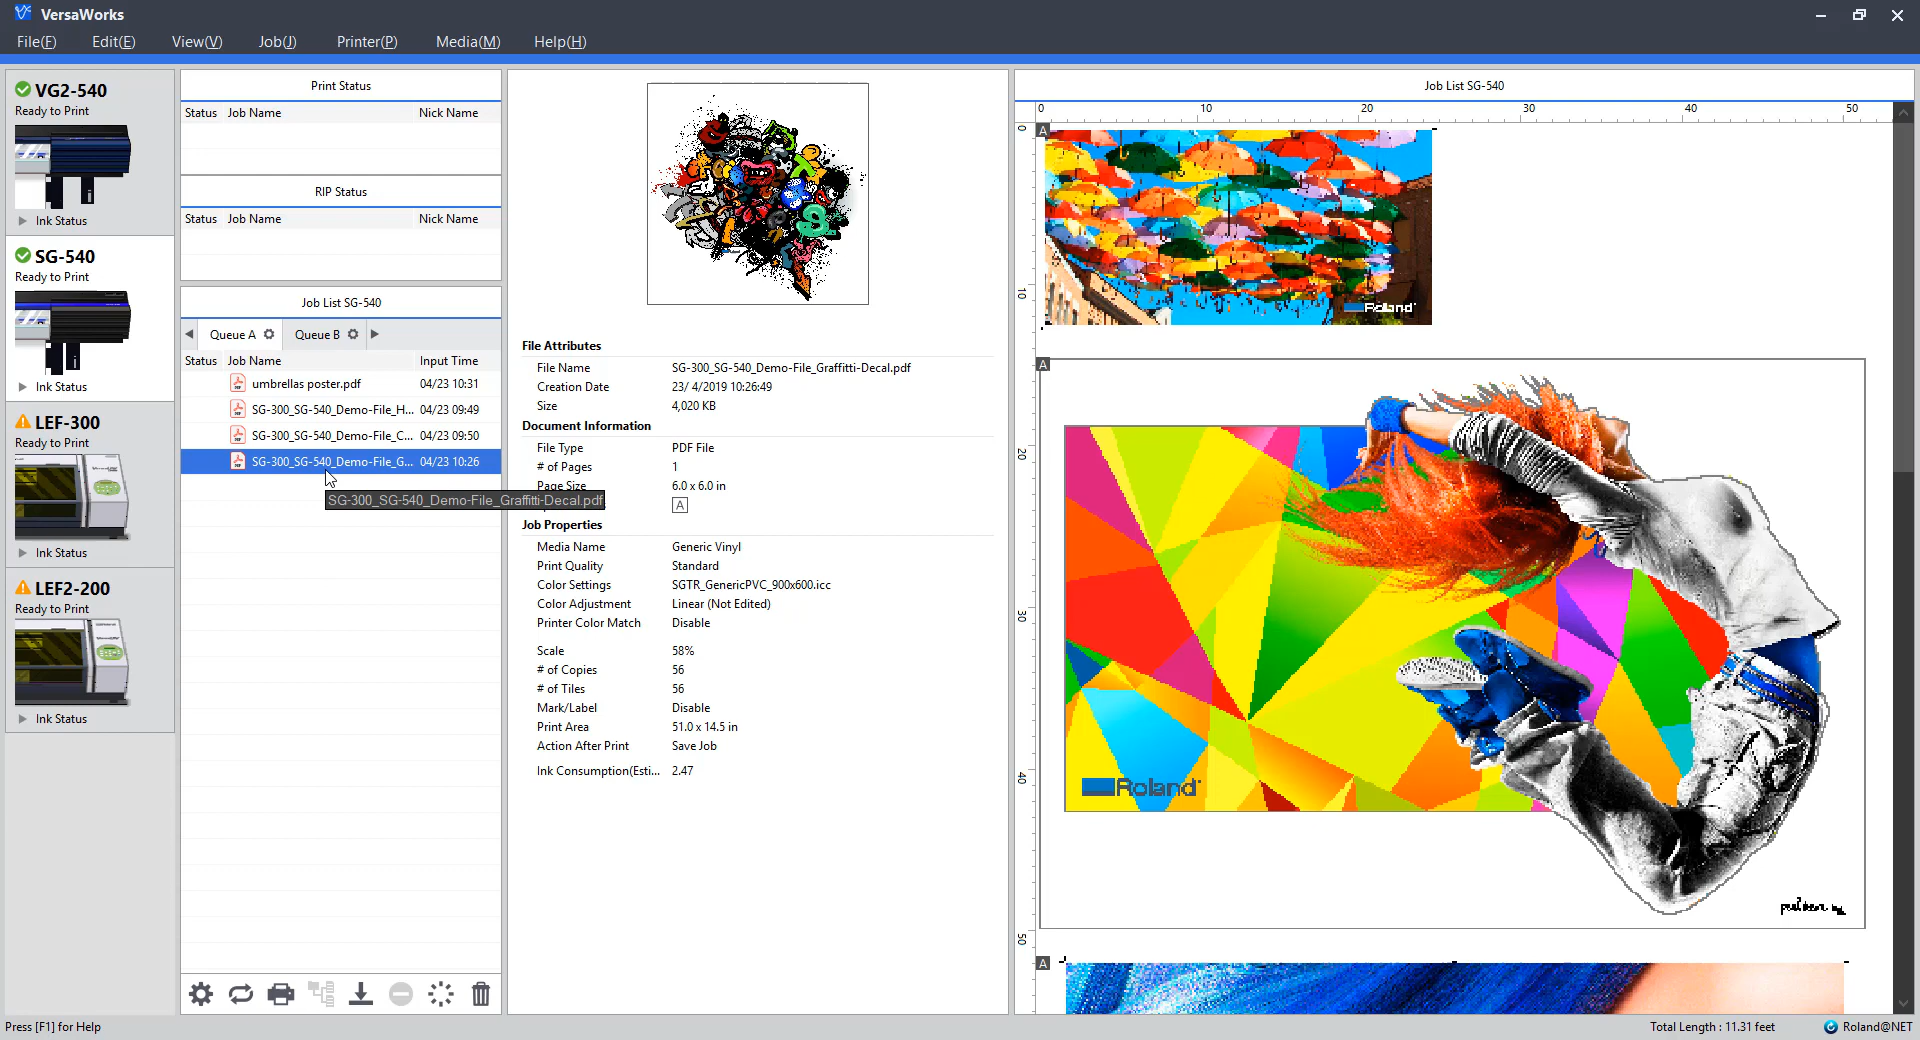 VersaWorks
File(F) Edit(E) View(V) Job(J) Printer(P) Media(M) Help(H)
VG2-540
Ready to Print
Ink Status
SG-540
Ready to Print
Ink Status
LEF-300
Ready to Print
Ink Status
LEF2-200
Ready to Print
Ink Status
Print Status
Status Job Name Nick Name
RIP Status
Status Job Name Nick Name
Job List SG-540
Queue A Queue B
Status Job Name Input Time
umbrellas poster.pdf 04/23 10:31
SG-300_SG-540_Demo-File_H... 04/23 09:49
SG-300_SG-540_Demo-File_C... 04/23 09:50
SG-300_SG-540_Demo-File_G... 04/23 10:26
SG-300_SG-540_Demo-File_Graffitti-Decal.pdf
File Attributes
File Name SG-300_SG-540_Demo-File_Graffitti-Decal.pdf
Creation Date 23/ 4/2019 10:26:49
Size 4,020 KB
Document Information
File Type PDF File
# of Pages 1
Page Size 6.0 x 6.0 in
A
Job Properties
Media Name Generic Vinyl
Print Quality Standard
Color Settings SGTR_GenericPVC_900x600.icc
Color Adjustment Linear (Not Edited)
Printer Color Match Disable
Scale 58%
# of Copies 56
# of Tiles 56
Mark/Label Disable
Print Area 51.0 x 14.5 in
Action After Print Save Job
Ink Consumption(Esti... 2.47
Job List SG-540
0 10 20 30 40 50
0
10
20
30
40
50
A
Roland
A
Roland
A
Press [F1] for Help
Total Length : 11.31 feet
Roland@NET